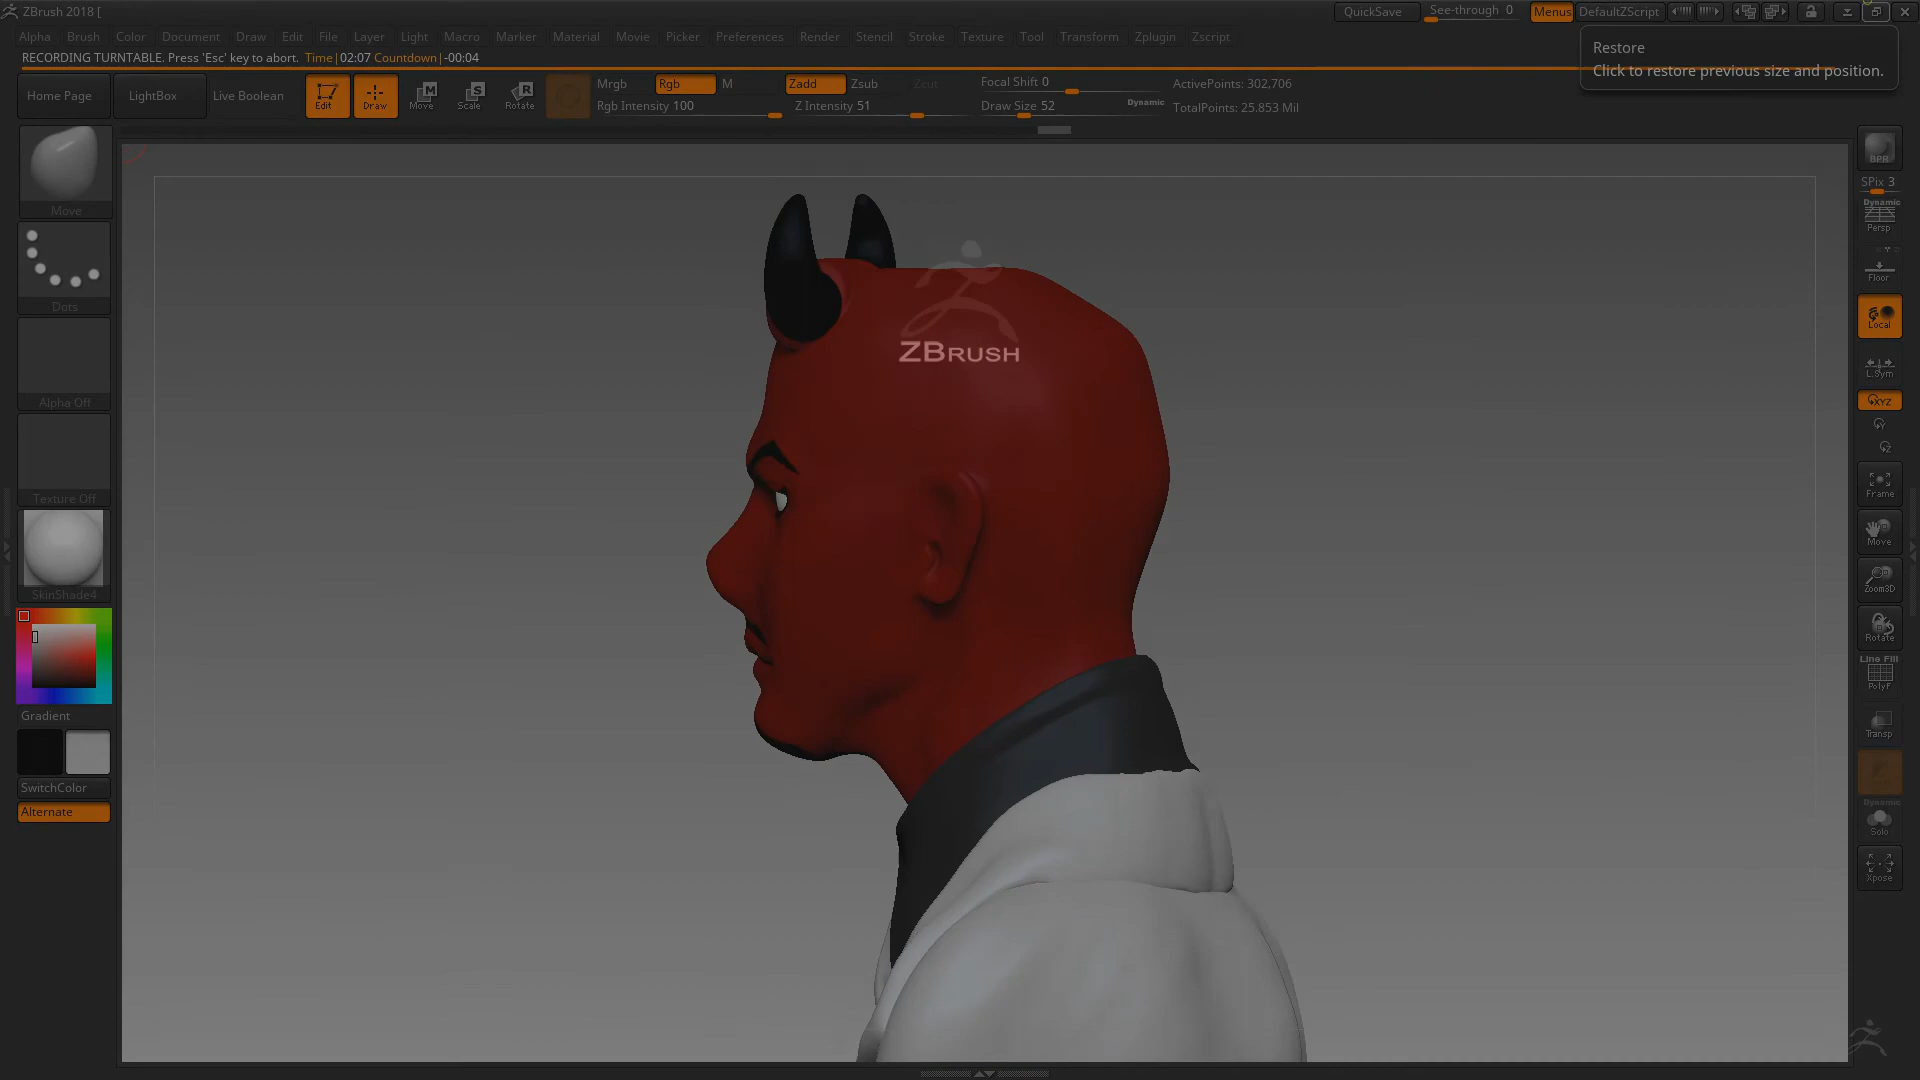 ZBrush 2018 [
QuickSave
See-through 0
Menus
DefaultZScript
Alpha Brush Color Document Draw Edit File Layer Light Macro Marker Material Movie Picker Preferences Render Stencil Stroke Texture Tool Transform Zplugin Zscript
RECORDING TURNTABLE. Press 'Esc' key to abort. Time|02:07 Countdown|-00:04
Restore
Click to restore previous size and position.
Home Page
LightBox
Live Boolean
Edit
Draw
Move
Scale
Rotate
Mrgb Rgb M
Rgb Intensity 100
Zadd Zsub Zcut
Z Intensity 51
Focal Shift 0
Draw Size 52
Dynamic
ActivePoints: 302,706
TotalPoints: 25.853 Mil
Move
Dots
Alpha Off
Texture Off
SkinShade4
Gradient
SwitchColor
Alternate
ZBRUSH
BPR
SPix 3
Dynamic
Persp
Floor
Local
L.Sym
XYZ
Y
Z
Frame
Move
Zoom3D
Rotate
Line Fill
PolyF
Transp
Dynamic
Solo
Xpose